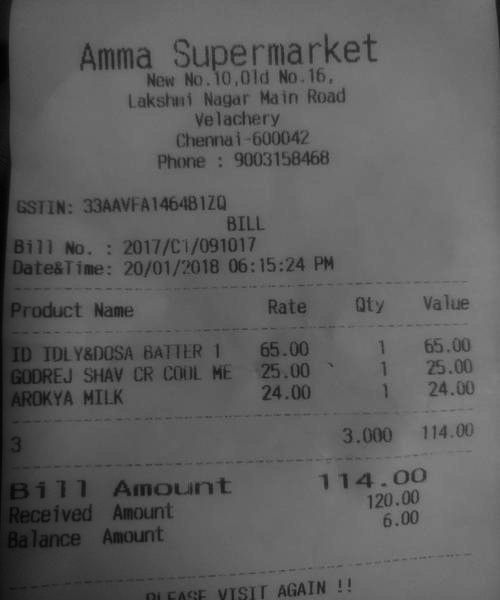 Amma Supermarket
New No.10,Old No.16,
Lakshmi Nagar Main Road
Velachery
Chennai-600042
Phone : 9003158468
GSTIN: 33AAVFA1464B1ZQ
BILL
Bill No. : 2017/C1/091017
Date&Time: 20/01/2018 06:15:24 PM
Product Name Rate Qty Value
ID IDLY&DOSA BATTER 1 65.00 1 65.00
GODREJ SHAV CR COOL ME 25.00 1 25.00
AROKYA MILK 24.00 1 24.00
3 3.000 114.00
Bill Amount 114.00
Received Amount 120.00
Balance Amount 6.00
PLEASE VISIT AGAIN !!